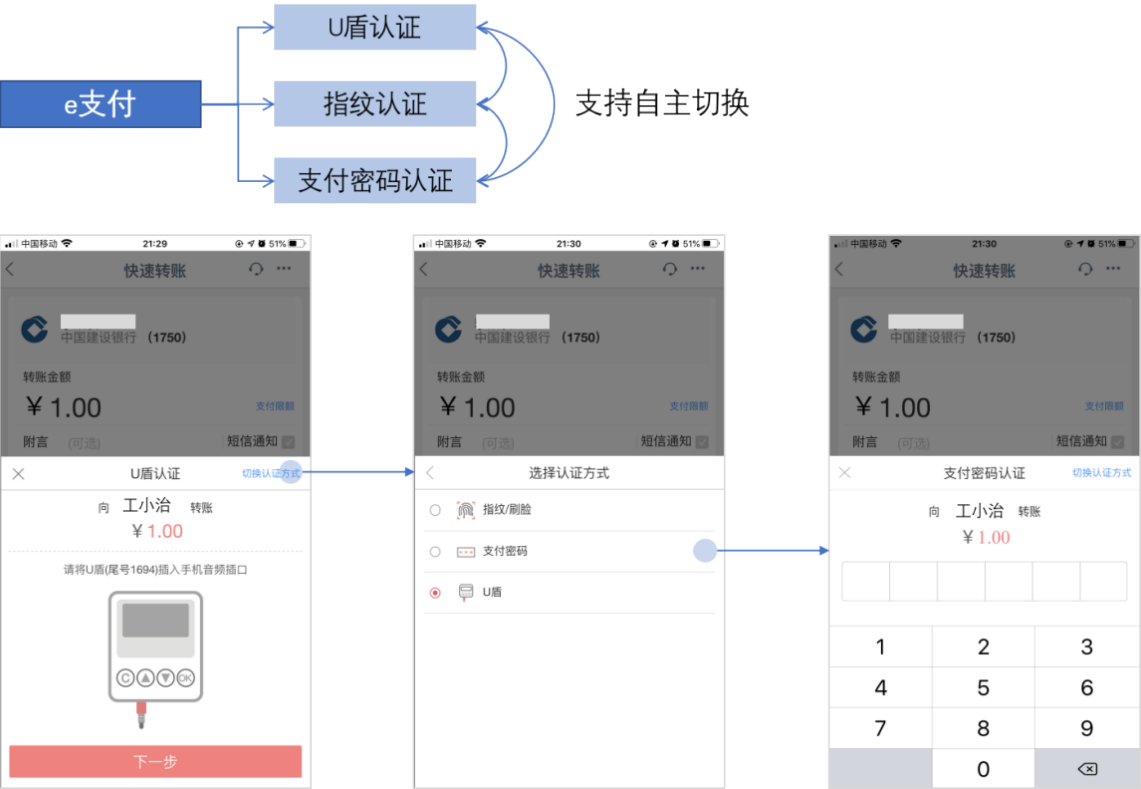 U盾认证
e支付
指纹认证
支持自主切换
支付密码认证
中国移动 21:29 51%
快速转账
中国建设银行 (1750)
转账金额
¥ 1.00 支付限额
附言 (可选) 短信通知
U盾认证 切换认证方式
向 工小治 转账
¥ 1.00
请将U盾(尾号1694)插入手机音频插口
C OK
下一步
中国移动 21:30 51%
快速转账
中国建设银行 (1750)
转账金额
¥ 1.00 支付限额
附言 (可选) 短信通知
选择认证方式
指纹/刷脸
支付密码
U盾
中国移动 21:30 51%
快速转账
中国建设银行 (1750)
转账金额
¥ 1.00 支付限额
附言 (可选) 短信通知
支付密码认证 切换认证方式
向 工小治 转账
¥ 1.00
1 2 3
4 5 6
7 8 9
0